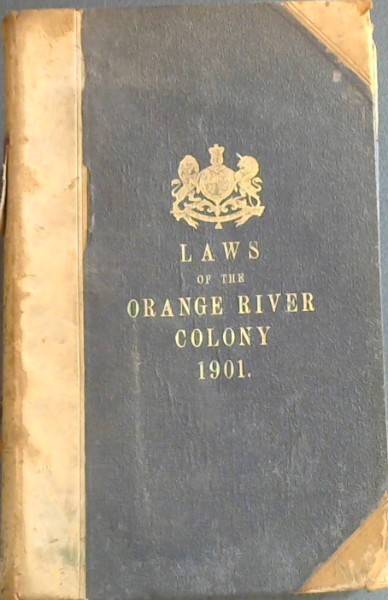 LAWS
OF THE
ORANGE RIVER
COLONY
1901.